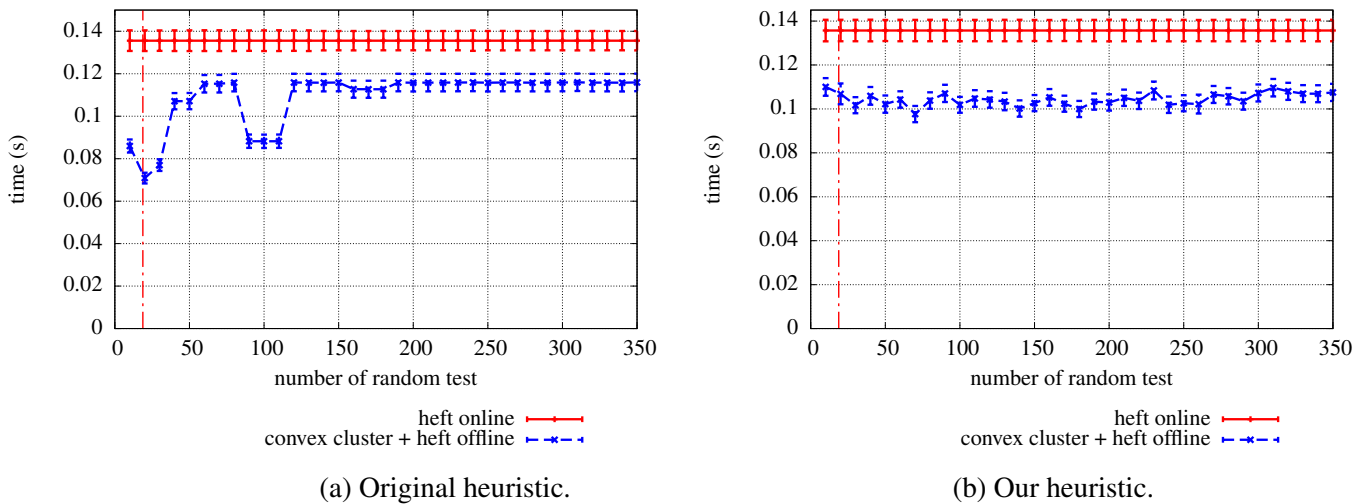 0.14
0.12
0.1
0.08
0.06
0.04
0.02
0
time (s)
0 50 100 150 200 250 300 350
number of random test
heft online
convex cluster + heft offline
(a) Original heuristic.
0.14
0.12
0.1
0.08
0.06
0.04
0.02
0
time (s)
0 50 100 150 200 250 300 350
number of random test
heft online
convex cluster + heft offline
(b) Our heuristic.